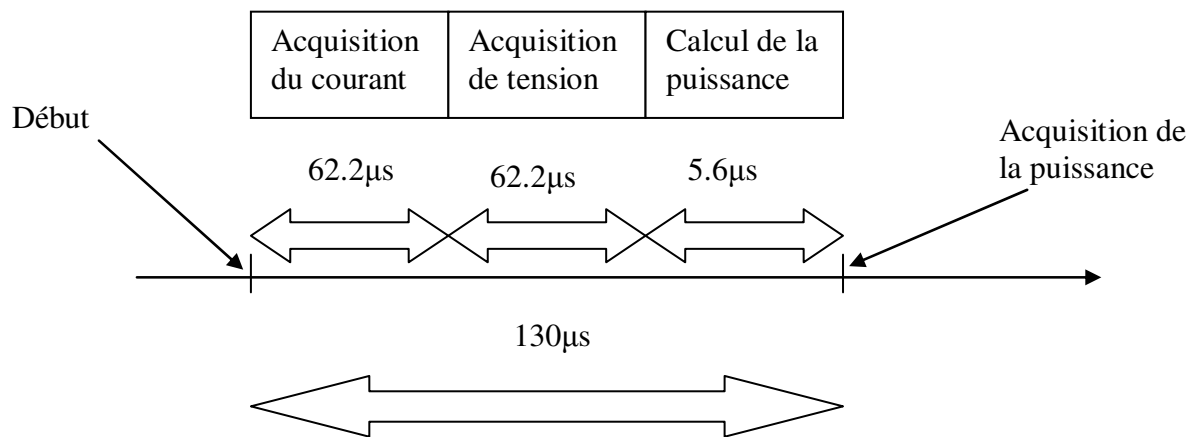 Acquisition
du courant
Acquisition
de tension
Calcul de la
puissance
Début
Acquisition de
la puissance
62.2μs
62.2μs
5.6μs
130μs